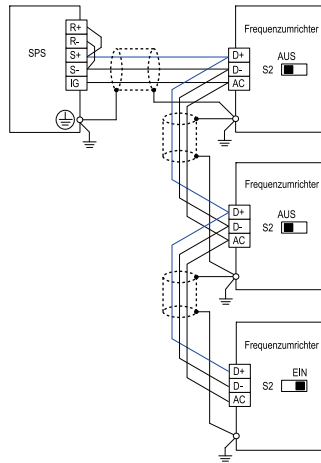 SPS
R+
R-
S+
S-
IG
Frequenzumrichter
D+
D-
AC
AUS
S2
Frequenzumrichter
D+
D-
AC
AUS
S2
Frequenzumrichter
D+
D-
AC
EIN
S2